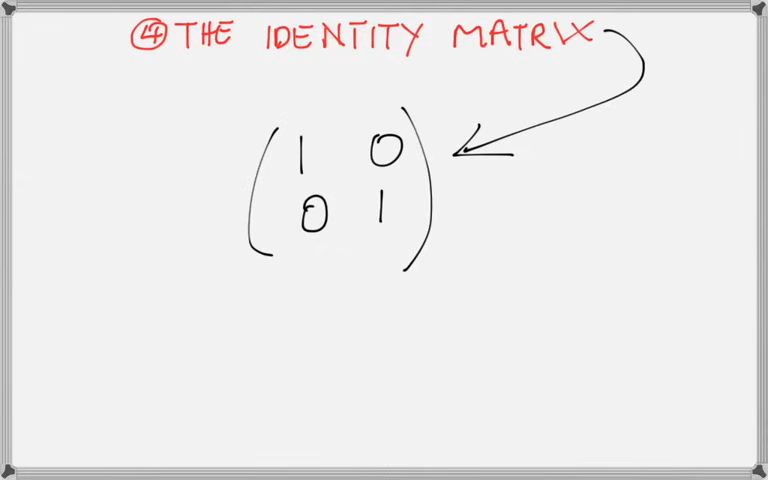 ④ THE IDENTITY MATRIX
1 0
0 1